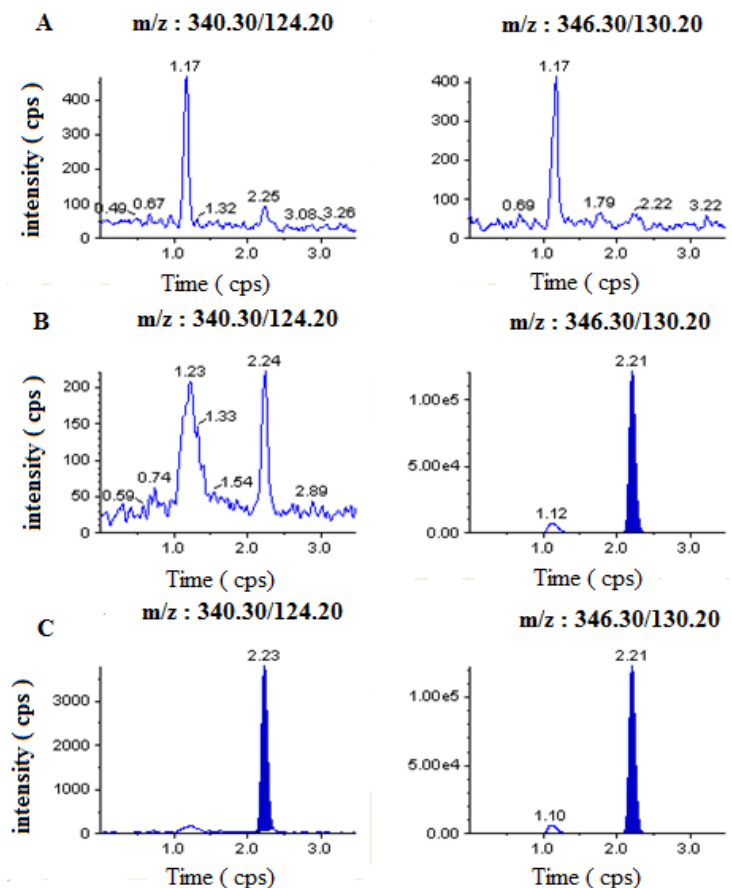 A
m/z : 340.30/124.20
m/z : 346.30/130.20
intensity ( cps )
400
300
200
100
0
0.49
0.67
1.17
1.32
2.25
3.08
3.26
1.0 2.0 3.0
Time ( cps)
400
300
200
100
0
0.69
1.17
1.79
2.22
3.22
1.0 2.0 3.0
Time ( cps)
B
m/z : 340.30/124.20
m/z : 346.30/130.20
intensity ( cps )
200
150
100
50
0
0.59
0.74
1.23
1.33
1.54
2.24
2.89
1.0 2.0 3.0
Time ( cps)
1.00e5
5.00e4
0.00
1.12
2.21
1.0 2.0 3.0
Time ( cps)
C
m/z : 340.30/124.20
m/z : 346.30/130.20
intensity ( cps )
3000
2000
1000
0
2.23
1.0 2.0 3.0
Time ( cps)
1.00e5
5.00e4
0.00
1.10
2.21
1.0 2.0 3.0
Time ( cps)